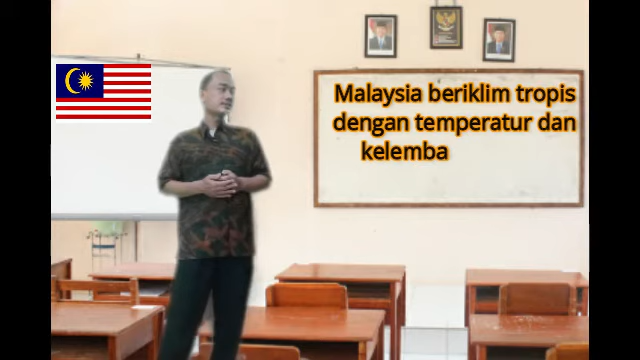 Malaysia beriklim tropis
dengan temperatur dan
kelemba